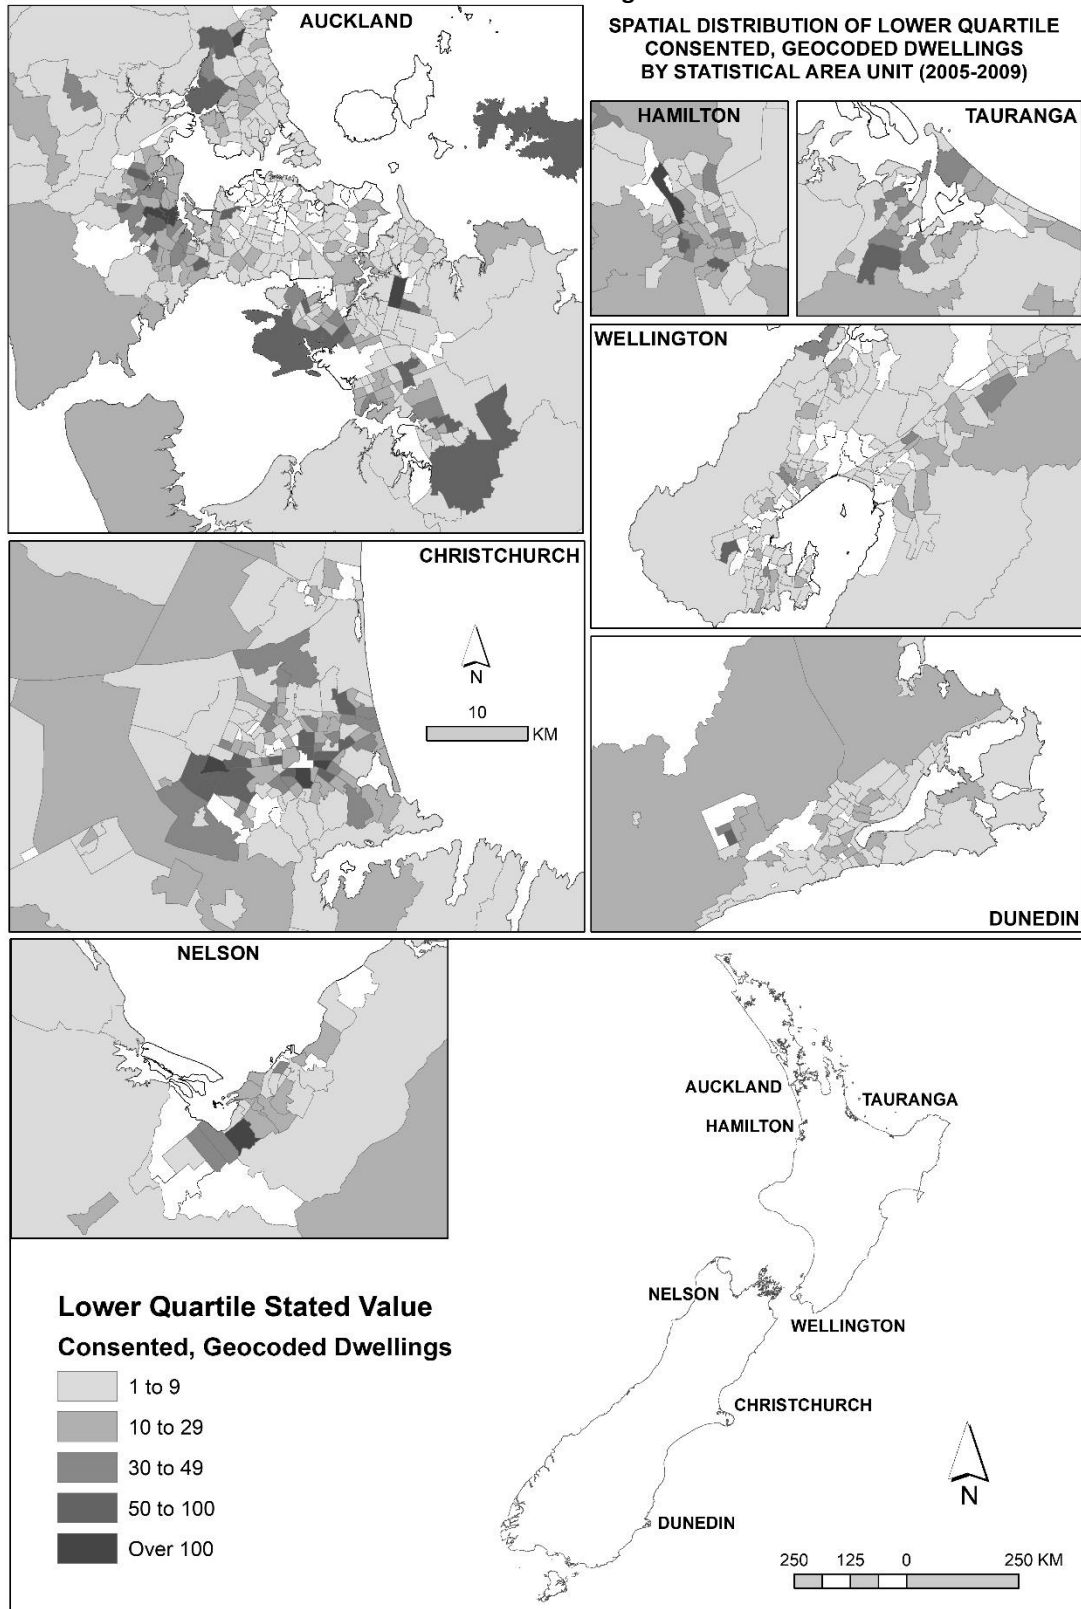 g
SPATIAL DISTRIBUTION OF LOWER QUARTILE
CONSENTED, GEOCODED DWELLINGS
BY STATISTICAL AREA UNIT (2005-2009)
AUCKLAND
HAMILTON
TAURANGA
WELLINGTON
CHRISTCHURCH
N
10
KM
DUNEDIN
NELSON
AUCKLAND
TAURANGA
HAMILTON
NELSON
WELLINGTON
CHRISTCHURCH
DUNEDIN
N
250 125 0 250 KM
Lower Quartile Stated Value
Consented, Geocoded Dwellings
1 to 9
10 to 29
30 to 49
50 to 100
Over 100